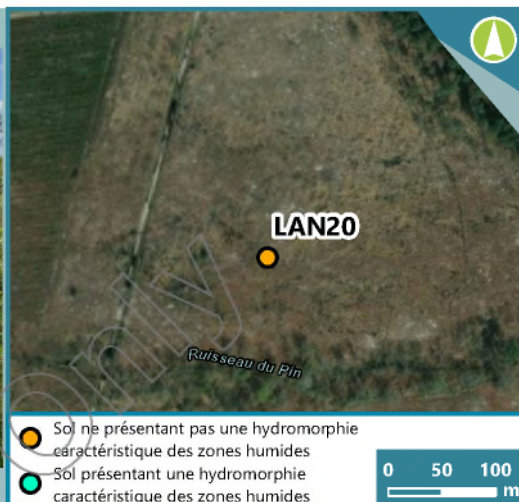 LAN20
Ruisseau du Pin
Only
Sol ne présentant pas une hydromorphie
caractéristique des zones humides
Sol présentant une hydromorphie
caractéristique des zones humides
0 50 100
m